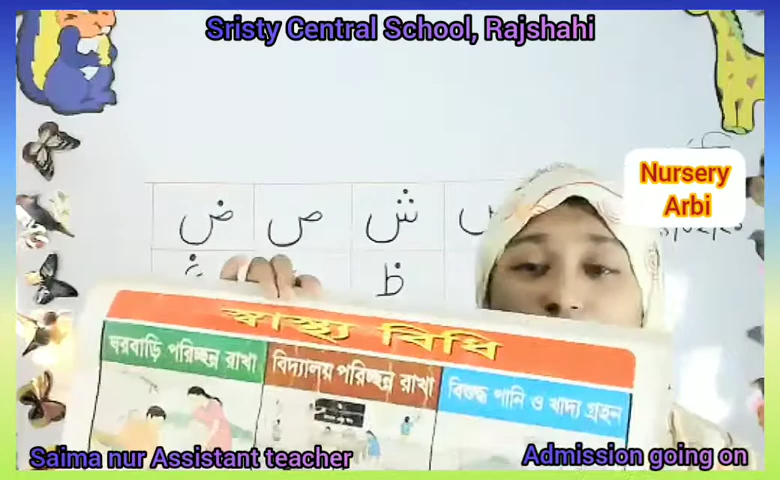 Sristy Central School, Rajshahi
Nursery
Arbi
ض ص ش
ظ
স্বাস্থ্য বিধি
ঘরবাড়ি পরিচ্ছন্ন রাখা
বিদ্যালয় পরিচ্ছন্ন রাখা
বিশুদ্ধ পানি ও খাদ্য গ্রহন
Saima nur Assistant teacher
Admission going on